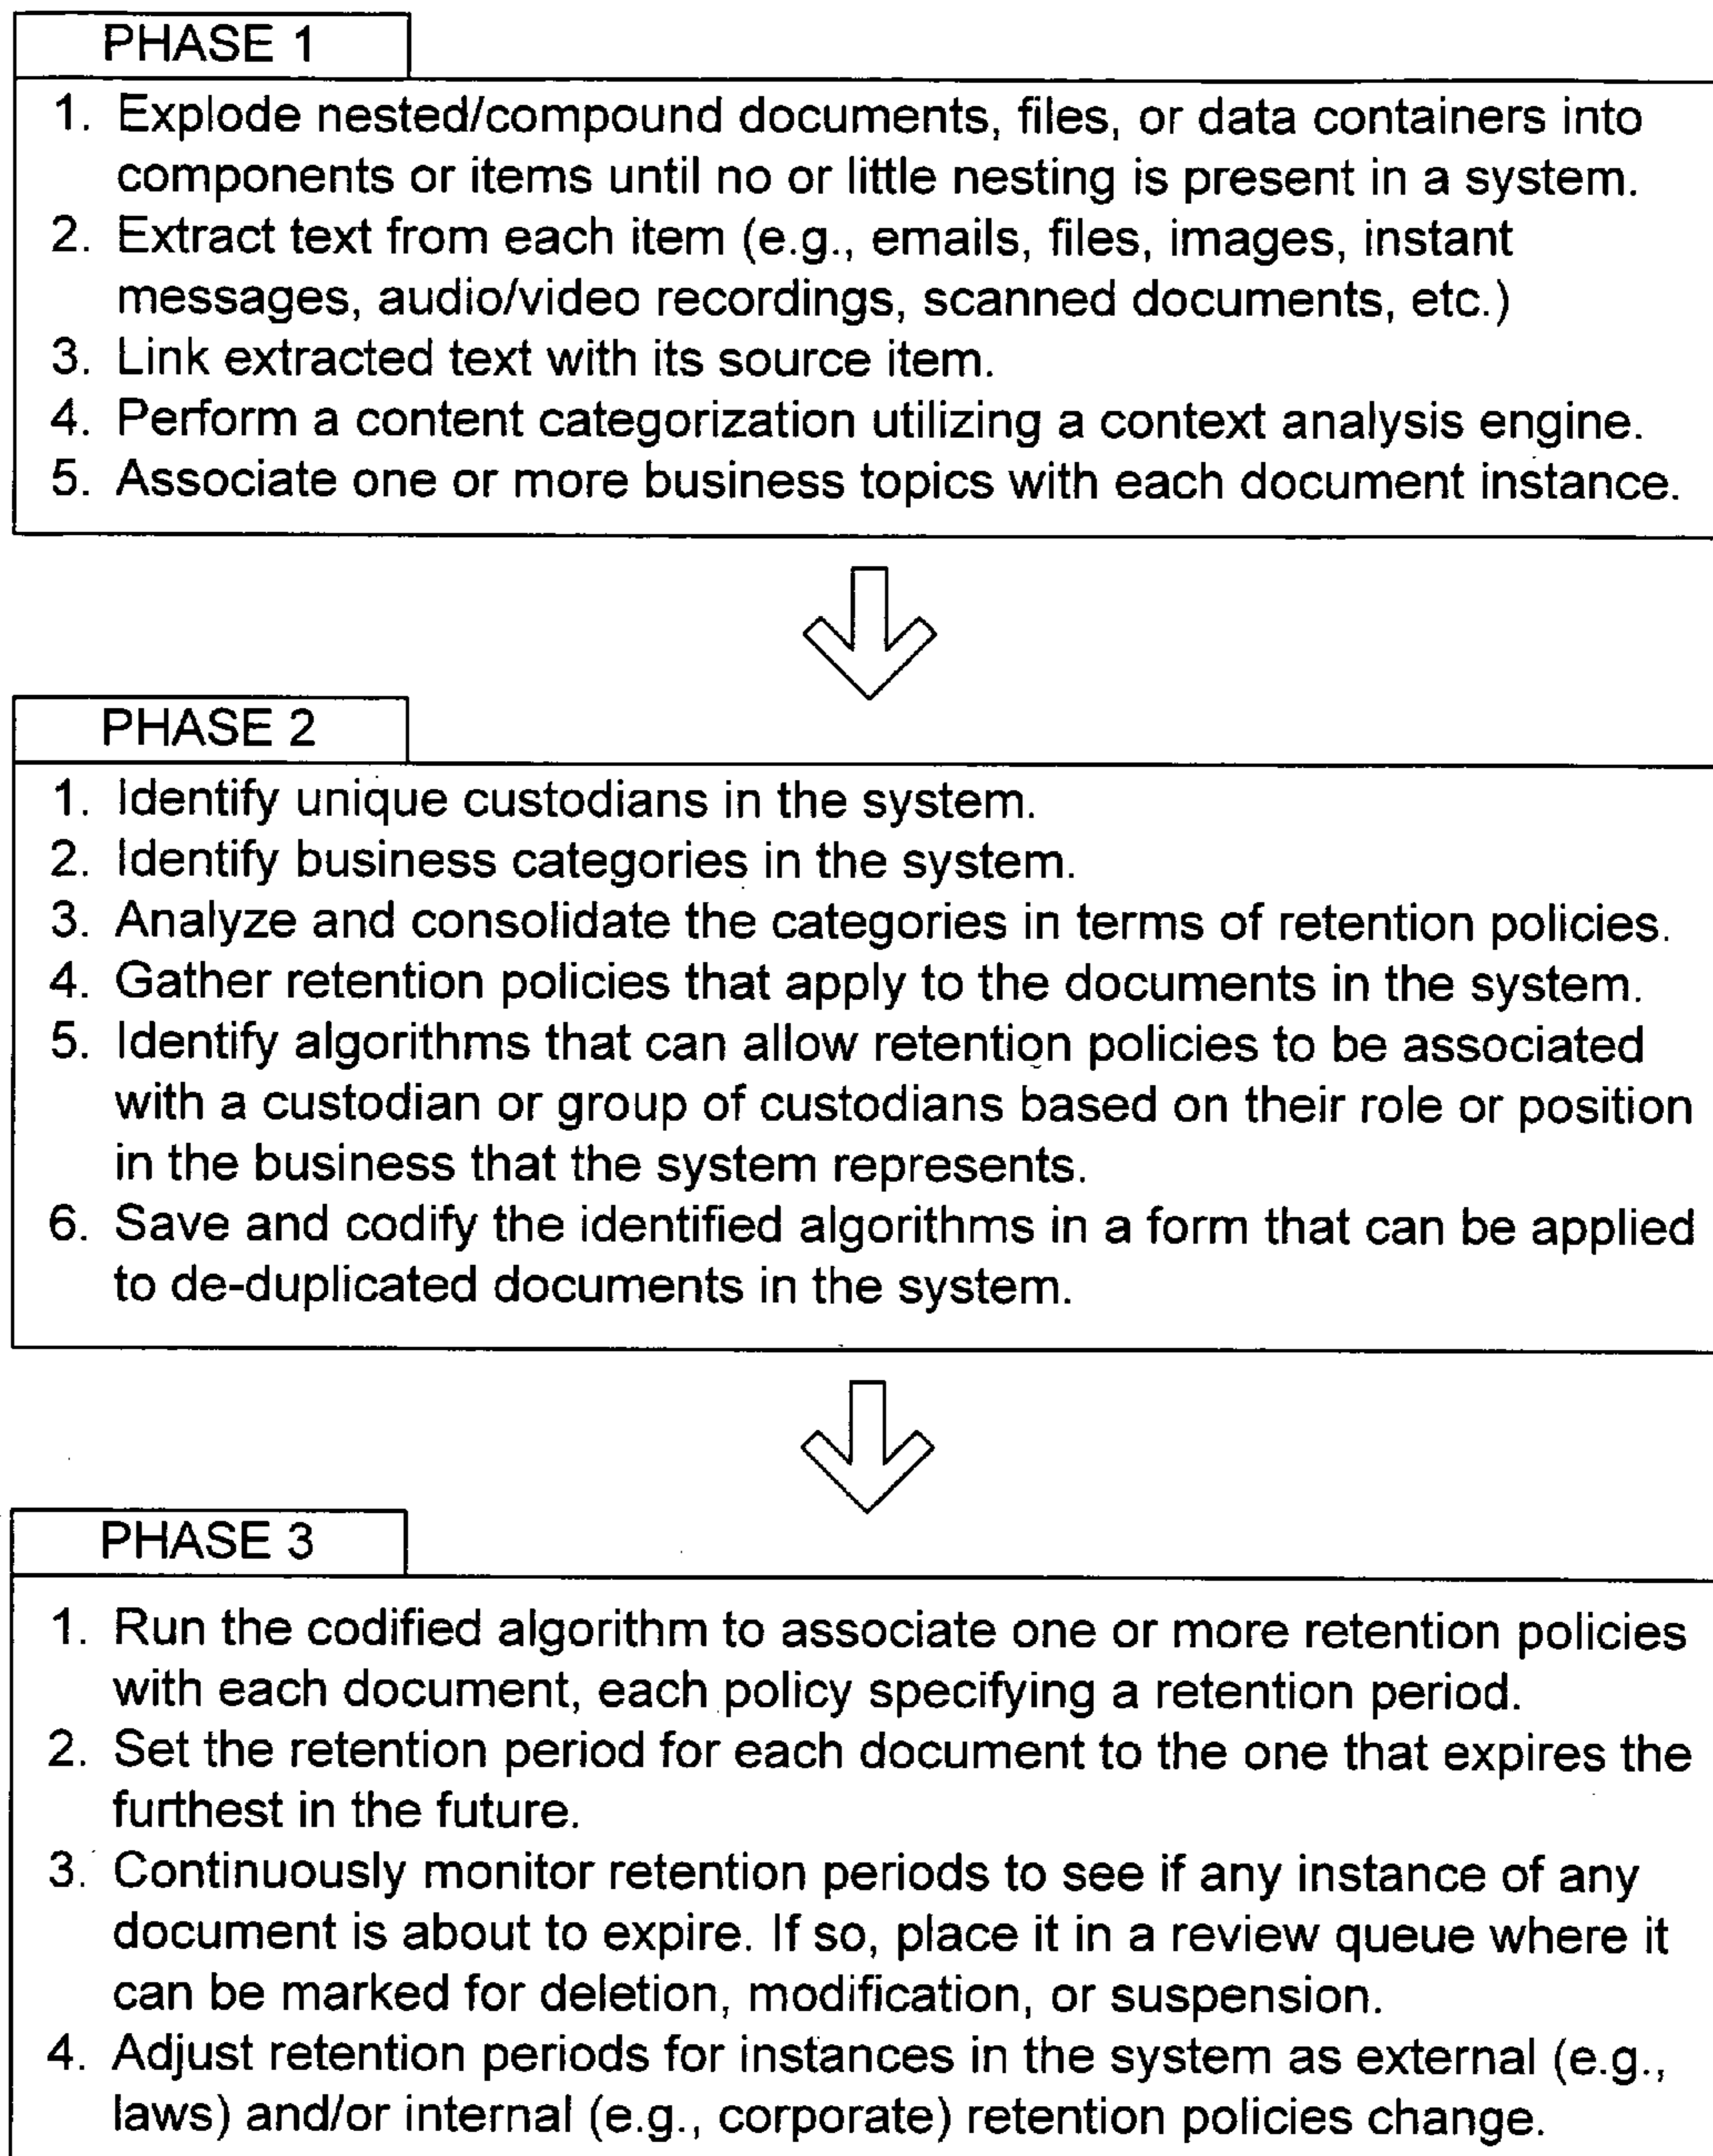 PHASE 1
1. Explode nested/compound documents, files, or data containers into
components or items until no or little nesting is present in a system.
2. Extract text from each item (e.g., emails, files, images, instant
messages, audio/video recordings, scanned documents, etc.)
3. Link extracted text with its source item.
4. Perform a content categorization utilizing a context analysis engine.
5. Associate one or more business topics with each document instance.
PHASE 2
1. Identify unique custodians in the system.
2. Identify business categories in the system.
3. Analyze and consolidate the categories in terms of retention policies.
4. Gather retention policies that apply to the documents in the system.
5. Identify algorithms that can allow retention policies to be associated
with a custodian or group of custodians based on their role or position
in the business that the system represents.
6. Save and codify the identified algorithms in a form that can be applied
to de-duplicated documents in the system.
PHASE 3
1. Run the codified algorithm to associate one or more retention policies
with each document, each policy specifying a retention period.
2. Set the retention period for each document to the one that expires the
furthest in the future.
3. Continuously monitor retention periods to see if any instance of any
document is about to expire. If so, place it in a review queue where it
can be marked for deletion, modification, or suspension.
4. Adjust retention periods for instances in the system as external (e.g.,
laws) and/or internal (e.g., corporate) retention policies change.